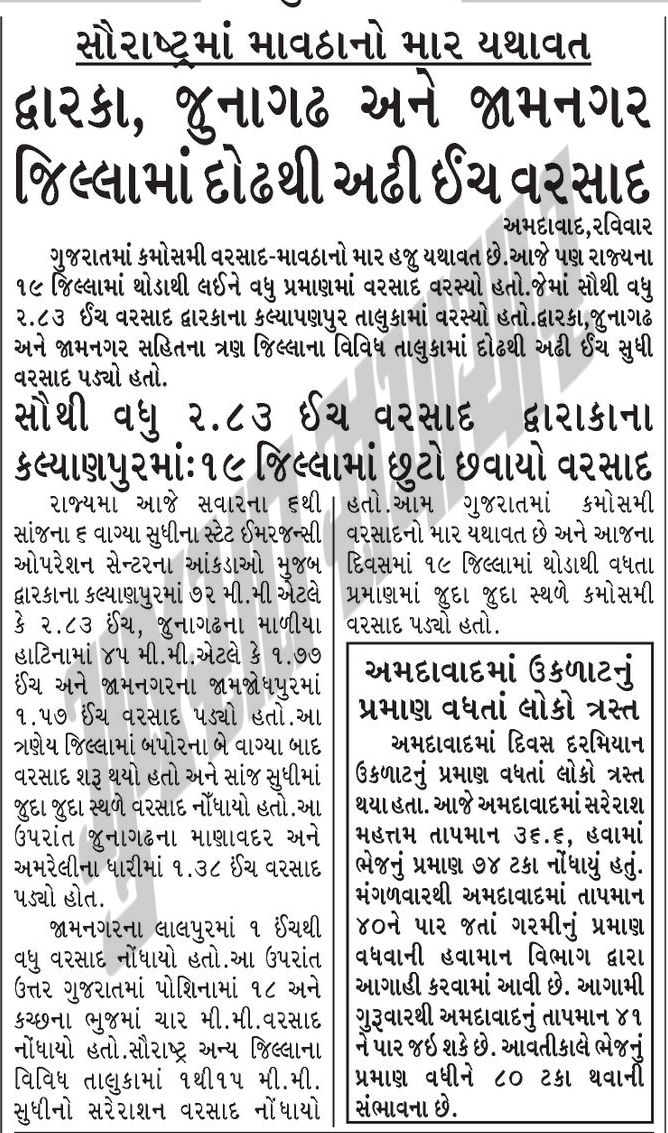 સૌરાષ્ટ્રમાં માવઠાનો માર યથાવત
દ્વારકા, જુનાગઢ અને જામનગર
જિલ્લામાં દોઢથી અઢી ઈંચ વરસાદ
અમદાવાદ,રવિવાર
ગુજરાતમાં કમોસમી વરસાદ-માવઠાનો માર હજુ યથાવત છે.આજે પણ રાજ્યના
૧૯ જિલ્લામાં થોડાથી લઈને વધુ પ્રમાણમાં વરસાદ વરસ્યો હતો.જેમાં સૌથી વધુ
૨.૮૩ ઈંચ વરસાદ દ્વારકાના કલ્યાપણપુર તાલુકામાં વરસ્યો હતો.દ્વારકા,જુનાગઢ
અને જામનગર સહિતના ત્રણ જિલ્લાના વિવિધ તાલુકામાં દોઢથી અઢી ઈંચ સુધી
વરસાદ પડ્યો હતો.
સૌથી વધુ ૨.૮૩ ઈંચ વરસાદ દ્વારાકાના
કલ્યાણપુરમાં:૧૯ જિલ્લામાં છુટો છવાયો વરસાદ
રાજ્યમા આજે સવારના ૬થી
સાંજના ૬ વાગ્યા સુધીના સ્ટેટ ઈમરજન્સી
ઓપરેશન સેન્ટરના આંકડાઓ મુજબ
દ્વારકાના કલ્યાણપુરમાં ૭૨ મી.મી.એટલે
કે ૨.૮૩ ઈંચ, જુનાગઢના માળીયા
હાટિનામાં ૪૫ મી.મી.એટલે કે ૧.૭૭
ઈંચ અને જામનગરના જામજોધપુરમાં
૧.૫૭ ઈંચ વરસાદ પડ્યો હતો.આ
ત્રણેય જિલ્લામાં બપોરના બે વાગ્યા બાદ
વરસાદ શરૂ થયો હતો અને સાંજ સુધીમાં
જુદા જુદા સ્થળે વરસાદ નોંધાયો હતો.આ
ઉપરાંત જુનાગઢના માણાવદર અને
અમરેલીના ધારીમાં ૧.૩૮ ઈંચ વરસાદ
પડ્યો હોત.
જામનગરના લાલપુરમાં ૧ ઈંચથી
વધુ વરસાદ નોંધાયો હતો.આ ઉપરાંત
ઉત્તર ગુજરાતમાં પોશિનામાં ૧૮ અને
કચ્છના ભુજમાં ચાર મી.મી.વરસાદ
નોંધાયો હતો.સૌરાષ્ટ્ર અન્ય જિલ્લાના
વિવિધ તાલુકામાં ૧થી૧૫ મી.મી.
સુધીનો સરેરાશન વરસાદ નોંધાયો
હતો.આમ ગુજરાતમાં કમોસમી
વરસાદનો માર યથાવત છે અને આજના
દિવસમાં ૧૯ જિલ્લામાં થોડાથી વધતા
પ્રમાણમાં જુદા જુદા સ્થળે કમોસમી
વરસાદ પડ્યો હતો.
અમદાવાદમાં ઉકળાટનું
પ્રમાણ વધતાં લોકો ત્રસ્ત
અમદાવાદમાં દિવસ દરમિયાન
ઉકળાટનું પ્રમાણ વધતાં લોકો ત્રસ્ત
થયા હતા. આજે અમદાવાદમાં સરેરાશ
મહત્તમ તાપમાન ૩૬.૬, હવામાં
ભેજનું પ્રમાણ ૭૪ ટકા નોંધાયું હતું.
મંગળવારથી અમદાવાદમાં તાપમાન
૪૦ને પાર જતાં ગરમીનું પ્રમાણ
વધવાની હવામાન વિભાગ દ્વારા
આગાહી કરવામાં આવી છે. આગામી
ગુરૂવારથી અમદાવાદનું તાપમાન ૪૧
ને પાર જઇ શકે છે. આવતીકાલે ભેજનું
પ્રમાણ વધીને ૮૦ ટકા થવાની
સંભાવના છે.
ગુજરાત સમાચાર